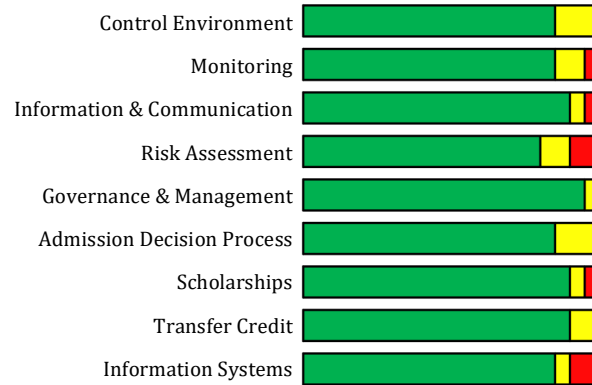 Control Environment
Monitoring
Information & Communication
Risk Assessment
Governance & Management
Admission Decision Process
Scholarships
Transfer Credit
Information Systems